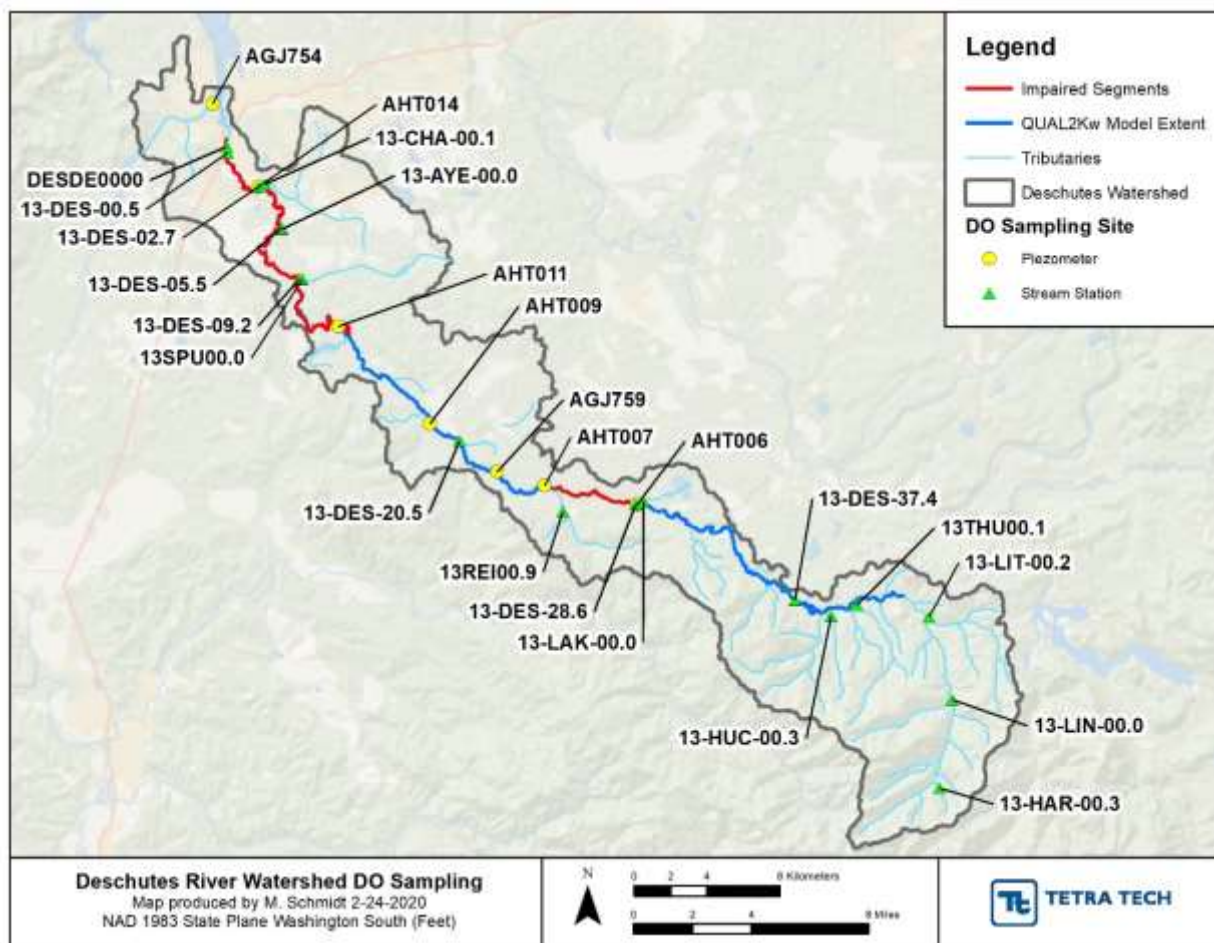 AGJ754
AHT014
13-CHA-00.1
13-AYE-00.0
DESDE0000
13-DES-00.5
13-DES-02.7
13-DES-05.5
13-DES-09.2
13SPU00.0
AHT011
AHT009
AGJ759
AHT007
AHT006
13-DES-20.5
13REI00.9
13-DES-28.6
13-LAK-00.0
13-DES-37.4
13THU00.1
13-LIT-00.2
13-HUC-00.3
13-LIN-00.0
13-HAR-00.3
Legend
Impaired Segments
QUAL2Kw Model Extent
Tributaries
Deschutes Watershed
DO Sampling Site
Piezometer
Stream Station
Deschutes River Watershed DO Sampling
Map produced by M. Schmidt 2-24-2020
NAD 1983 State Plane Washington South (Feet)
N
0 2 4 8 Kilometers
0 2 4 8 Miles
Tt TETRA TECH